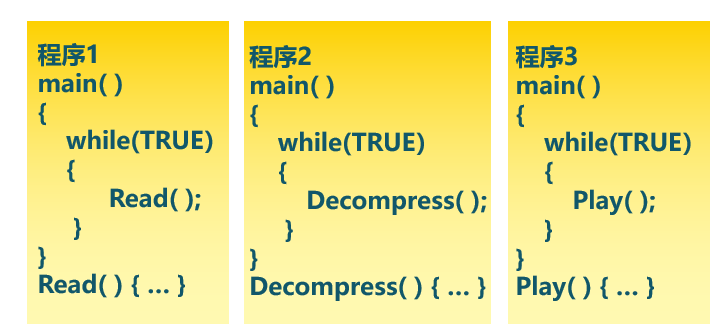 程序1
main( )
{
while(TRUE)
{
Read( );
}
}
Read( ) { ... }
程序2
main( )
{
while(TRUE)
{
Decompress( );
}
}
Decompress( ) { ... }
程序3
main( )
{
while(TRUE)
{
Play( );
}
}
Play( ) { ... }